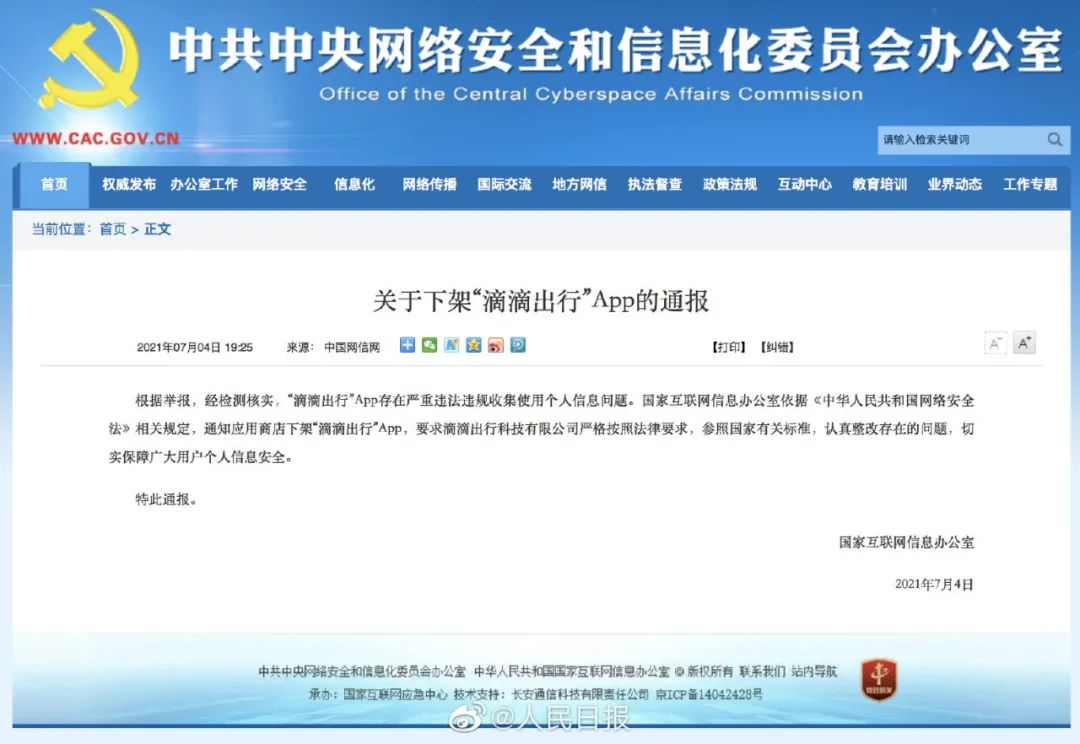 中共中央网络安全和信息化委员会办公室
Office of the Central Cyberspace Affairs Commission
WWW.CAC.GOV.CN
请输入检索关键词
首页 权威发布 办公室工作 网络安全 信息化 网络传播 国际交流 地方网信 执法督查 政策法规 互动中心 教育培训 业界动态 工作专题
当前位置：首页 > 正文
关于下架“滴滴出行”App的通报
2021年07月04日 19:25 来源： 中国网信网 【打印】 【纠错】 A- A+
根据举报，经检测核实，“滴滴出行”App存在严重违法违规收集使用个人信息问题。国家互联网信息办公室依据《中华人民共和国网络安全
法》相关规定，通知应用商店下架“滴滴出行”App，要求滴滴出行科技有限公司严格按照法律要求，参照国家有关标准，认真整改存在的问题，切
实保障广大用户个人信息安全。
特此通报。
国家互联网信息办公室
2021年7月4日
中共中央网络安全和信息化委员会办公室 中华人民共和国国家互联网信息办公室 © 版权所有 联系我们 站内导航
承办：国家互联网应急中心 技术支持：长安通信科技有限责任公司 京ICP备14042428号
党政机关
@人民日报